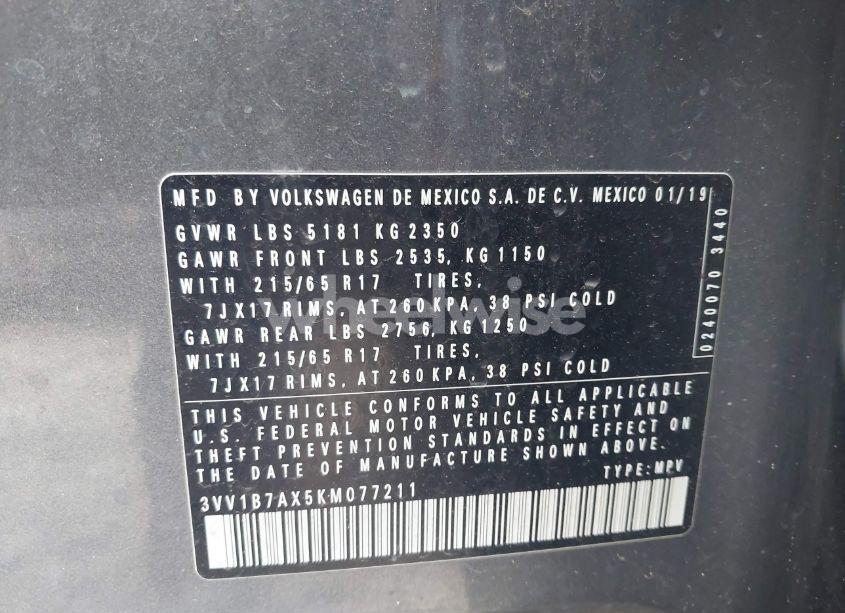 MFD BY VOLKSWAGEN DE MEXICO S.A. DE C.V. MEXICO 01/19
GVWR LBS 5181 KG 2350
GAWR FRONT LBS 2535, KG 1150
WITH 215/65 R17 TIRES,
7JX17 RIMS, AT 260 KPA, 38 PSI COLD
GAWR REAR LBS 2756, KG 1250
WITH 215/65 R17 TIRES,
7JX17 RIMS, AT 260 KPA, 38 PSI COLD
0240070 3440
THIS VEHICLE CONFORMS TO ALL APPLICABLE
U.S. FEDERAL MOTOR VEHICLE SAFETY AND
THEFT PREVENTION STANDARDS IN EFFECT ON
THE DATE OF MANUFACTURE SHOWN ABOVE.
TYPE: MPV
3VV1B7AX5KM077211
wheelwise